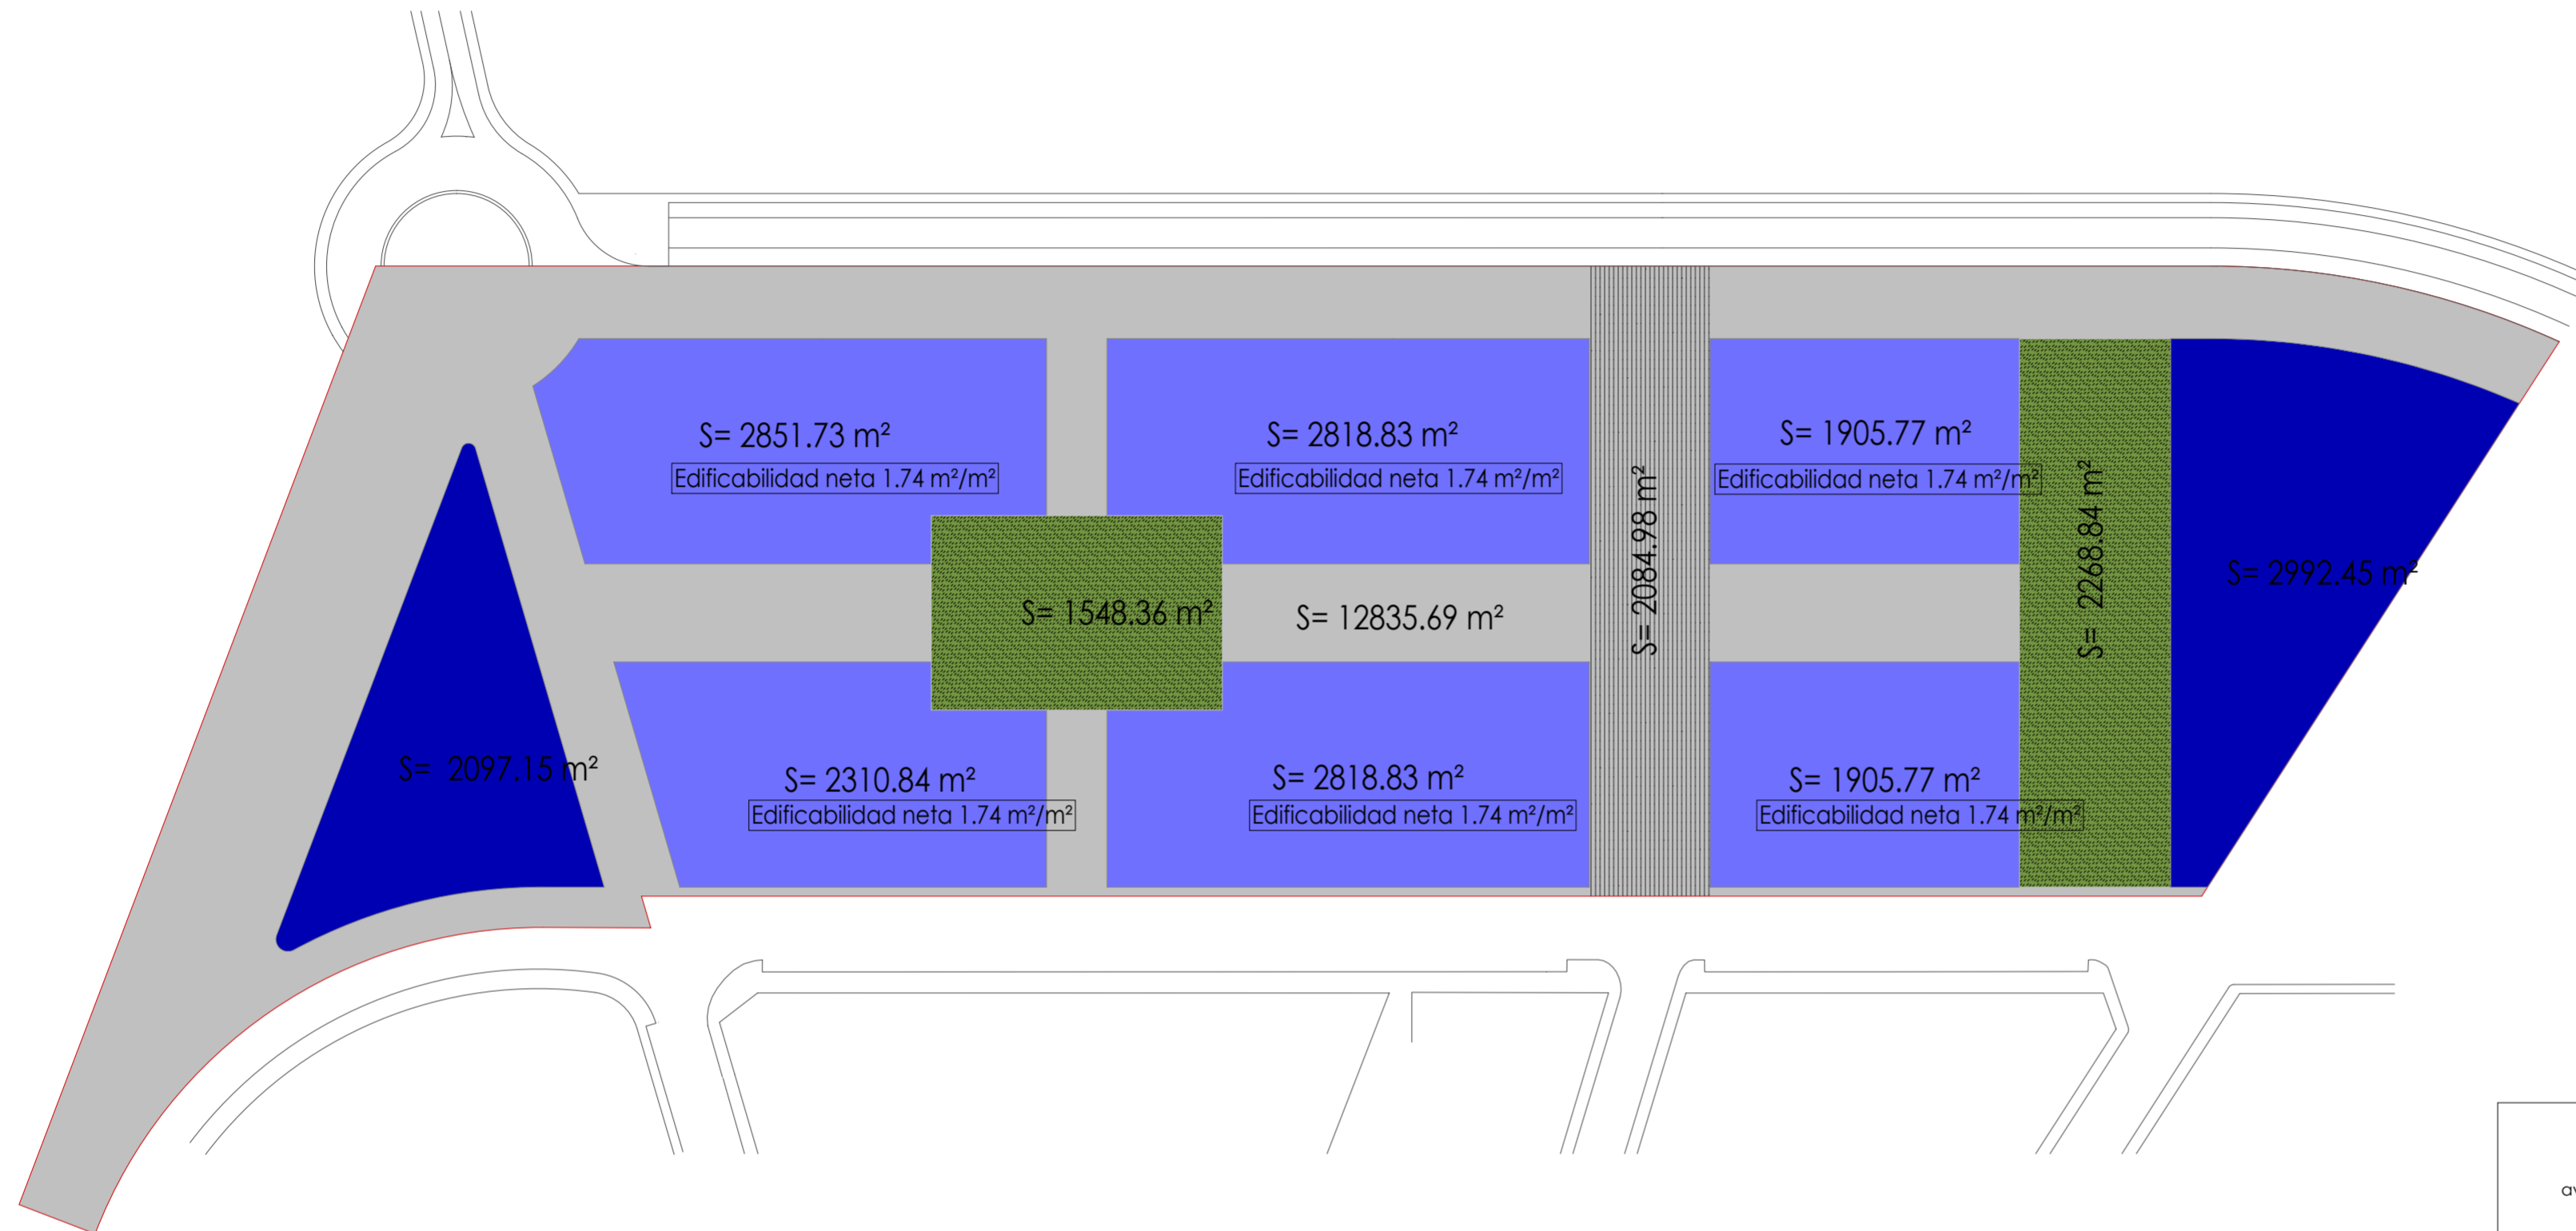 S= 2851.73 m²
Edificabilidad neta 1.74 m²/m²
S= 2818.83 m²
Edificabilidad neta 1.74 m²/m²
S= 1905.77 m²
Edificabilidad neta 1.74 m²/m²
S= 2084.98 m²
S= 2268.84 m²
S= 2992.45 m²
S= 1548.36 m²
S= 12835.69 m²
S= 2097.15 m²
S= 2310.84 m²
Edificabilidad neta 1.74 m²/m²
S= 2818.83 m²
Edificabilidad neta 1.74 m²/m²
S= 1905.77 m²
Edificabilidad neta 1.74 m²/m²